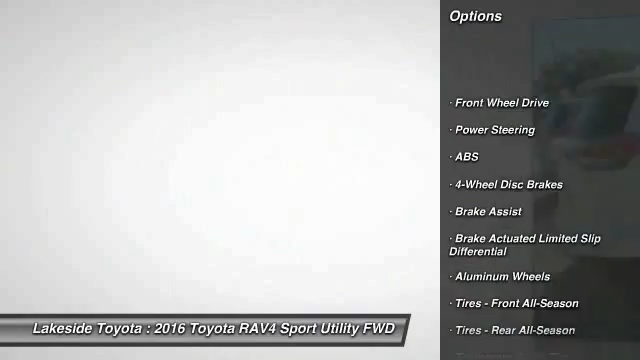 Options
· Front Wheel Drive
· Power Steering
· ABS
· 4-Wheel Disc Brakes
· Brake Assist
· Brake Actuated Limited Slip
Differential
· Aluminum Wheels
· Tires - Front All-Season
· Tires - Rear All-Season
Lakeside Toyota : 2016 Toyota RAV4 Sport Utility FWD